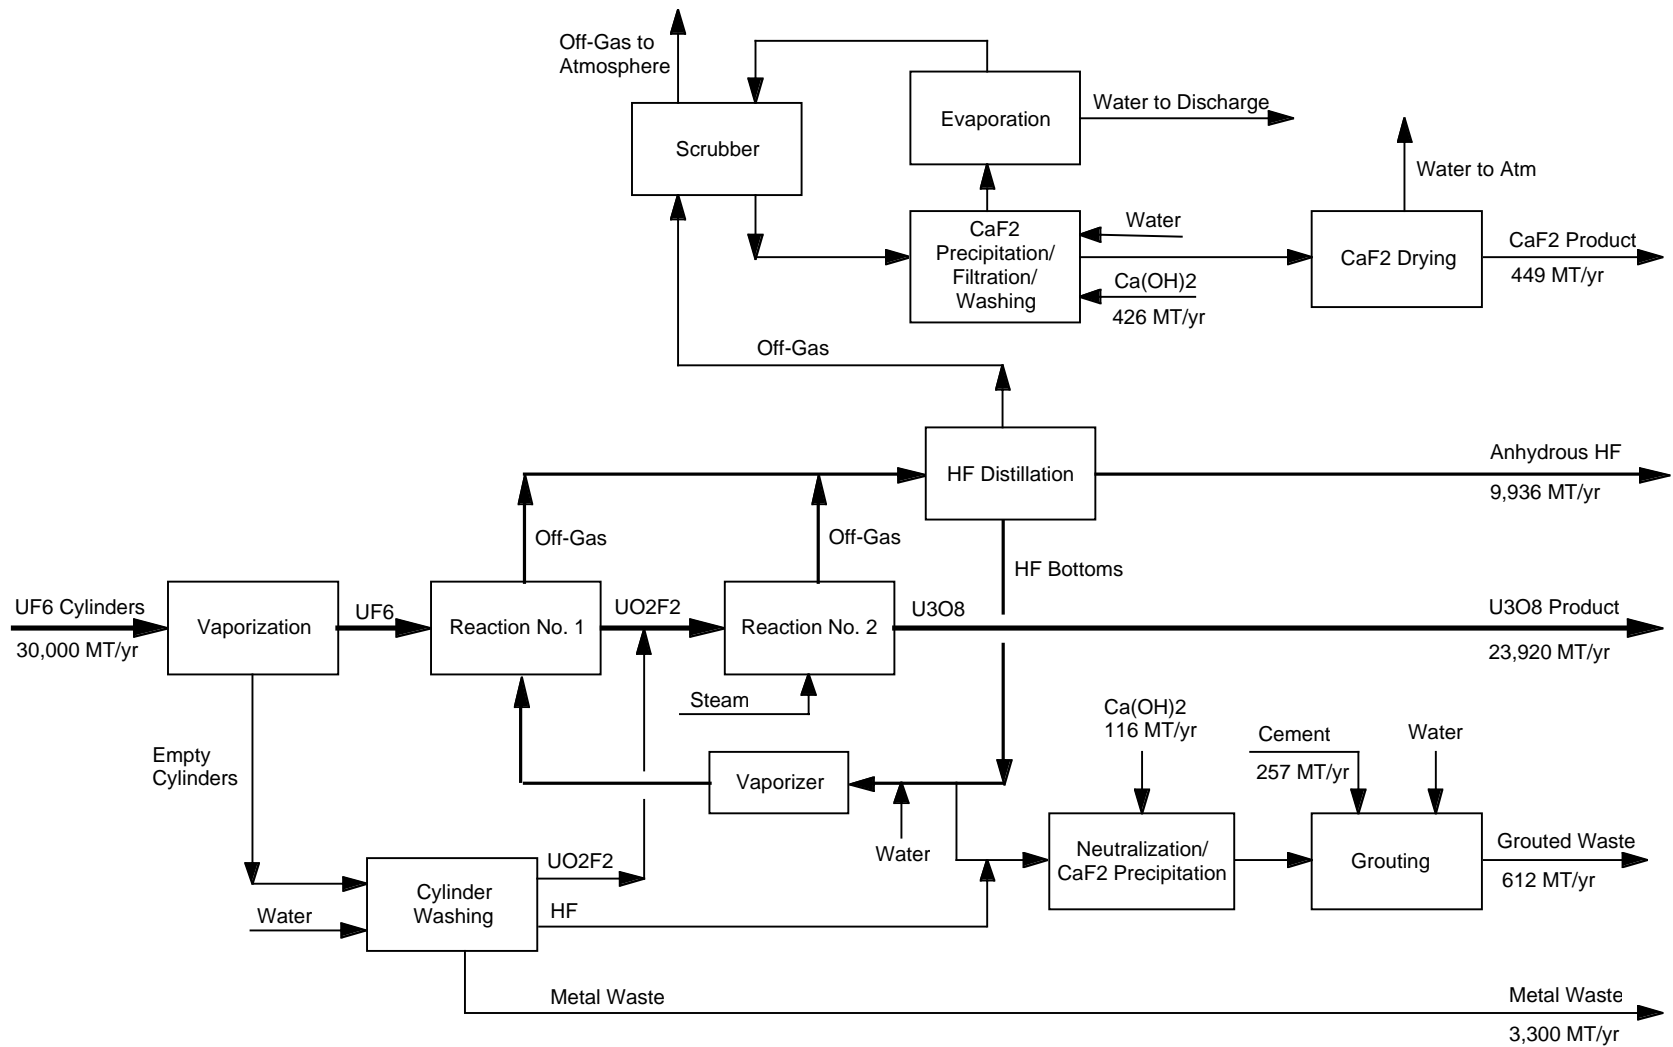 Off-Gas to
Atmosphere
Scrubber
Evaporation
Water to Discharge
Water to Atm
CaF2
Precipitation/
Filtration/
Washing
Water
Ca(OH)2
426 MT/yr
CaF2 Drying
CaF2 Product
449 MT/yr
Off-Gas
HF Distillation
Anhydrous HF
9,936 MT/yr
Off-Gas
Off-Gas
HF Bottoms
UF6 Cylinders
30,000 MT/yr
Vaporization
UF6
Reaction No. 1
UO2F2
Reaction No. 2
U3O8
U3O8 Product
23,920 MT/yr
Steam
Empty
Cylinders
Vaporizer
Water
Ca(OH)2
116 MT/yr
Cement
257 MT/yr
Water
Neutralization/
CaF2 Precipitation
Grouting
Grouted Waste
612 MT/yr
Water
Cylinder
Washing
UO2F2
HF
Metal Waste
Metal Waste
3,300 MT/yr